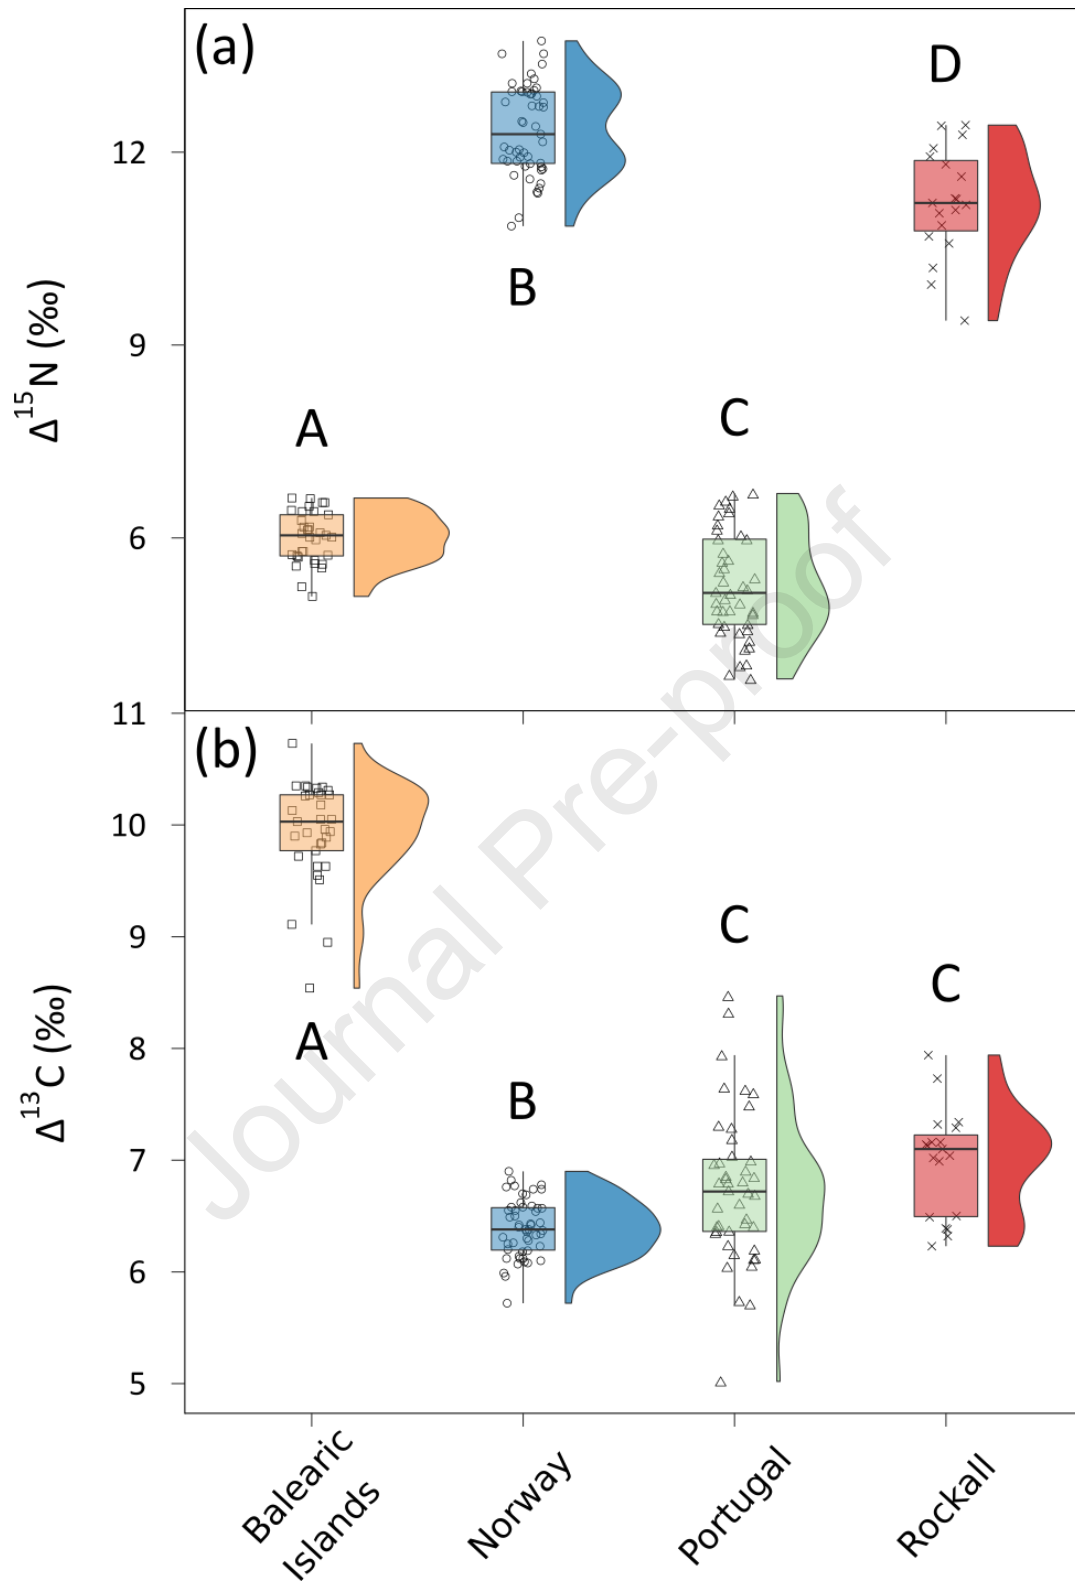 (a)
D
12
B
Δ¹⁵N (‰)
9
A
C
6
11
(b)
10
C
9
C
A
Δ¹³C (‰)
8
B
7
6
5
Balearic
Islands
Norway
Portugal
Rockall
Journal Pre-proof